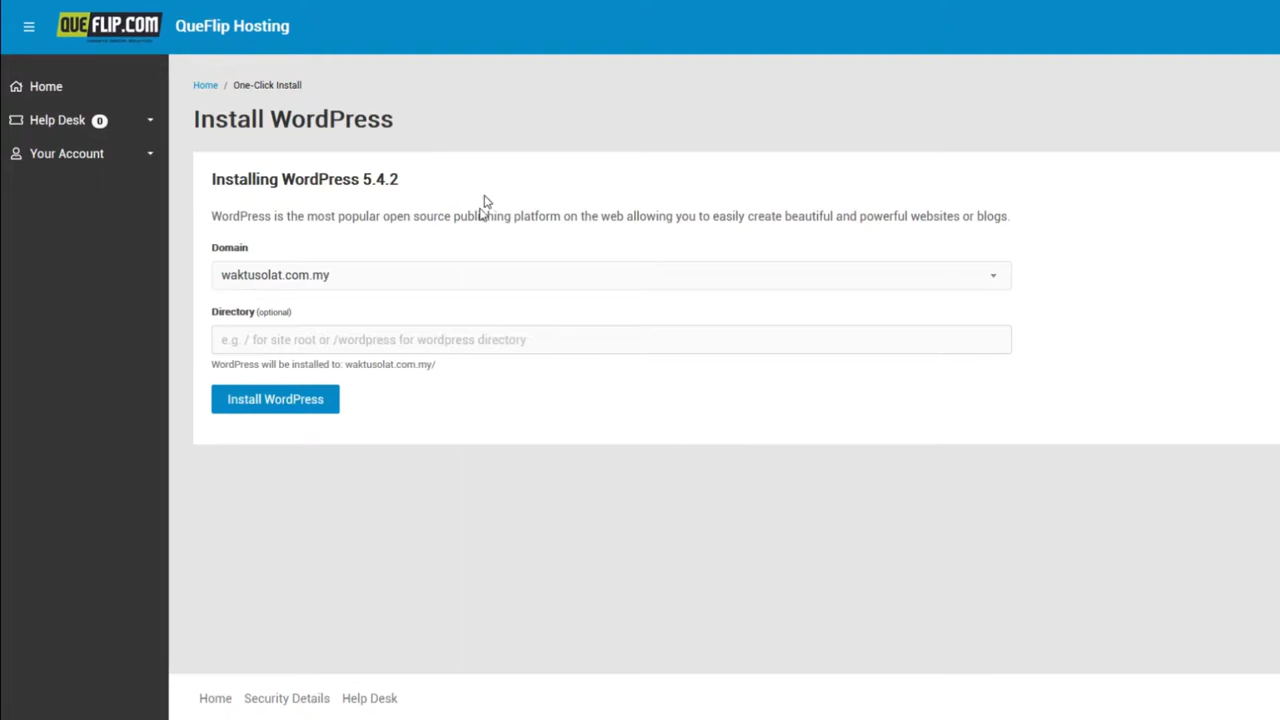 QUEFLIP.COM
QueFlip Hosting
Home
Help Desk 0
Your Account
Home / One-Click Install
Install WordPress
Installing WordPress 5.4.2
WordPress is the most popular open source publishing platform on the web allowing you to easily create beautiful and powerful websites or blogs.
Domain
waktusolat.com.my
Directory (optional)
e.g. / for site root or /wordpress for wordpress directory
WordPress will be installed to: waktusolat.com.my/
Install WordPress
Home Security Details Help Desk